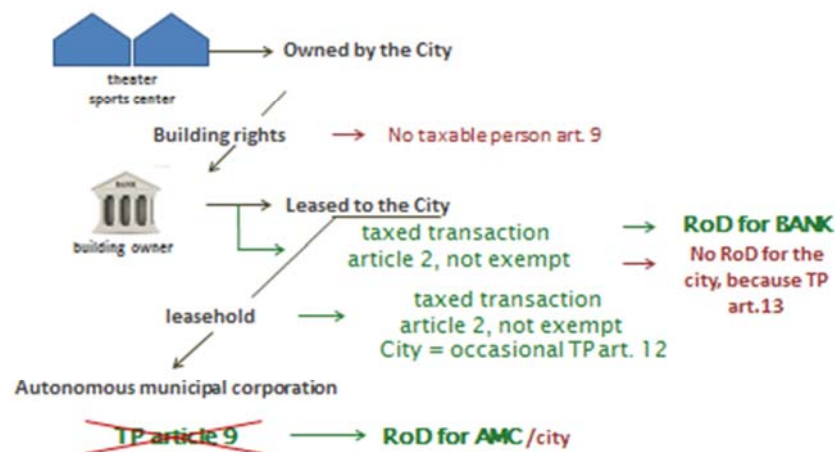 Owned by the City
theater
sports center
Building rights
No taxable person art. 9
BANK
building owner
Leased to the City
taxed transaction
article 2, not exempt
RoD for BANK
No RoD for the
city, because TP
art.13
leasehold
taxed transaction
article 2, not exempt
City = occasional TP art. 12
Autonomous municipal corporation
TP article 9
RoD for AMC/city